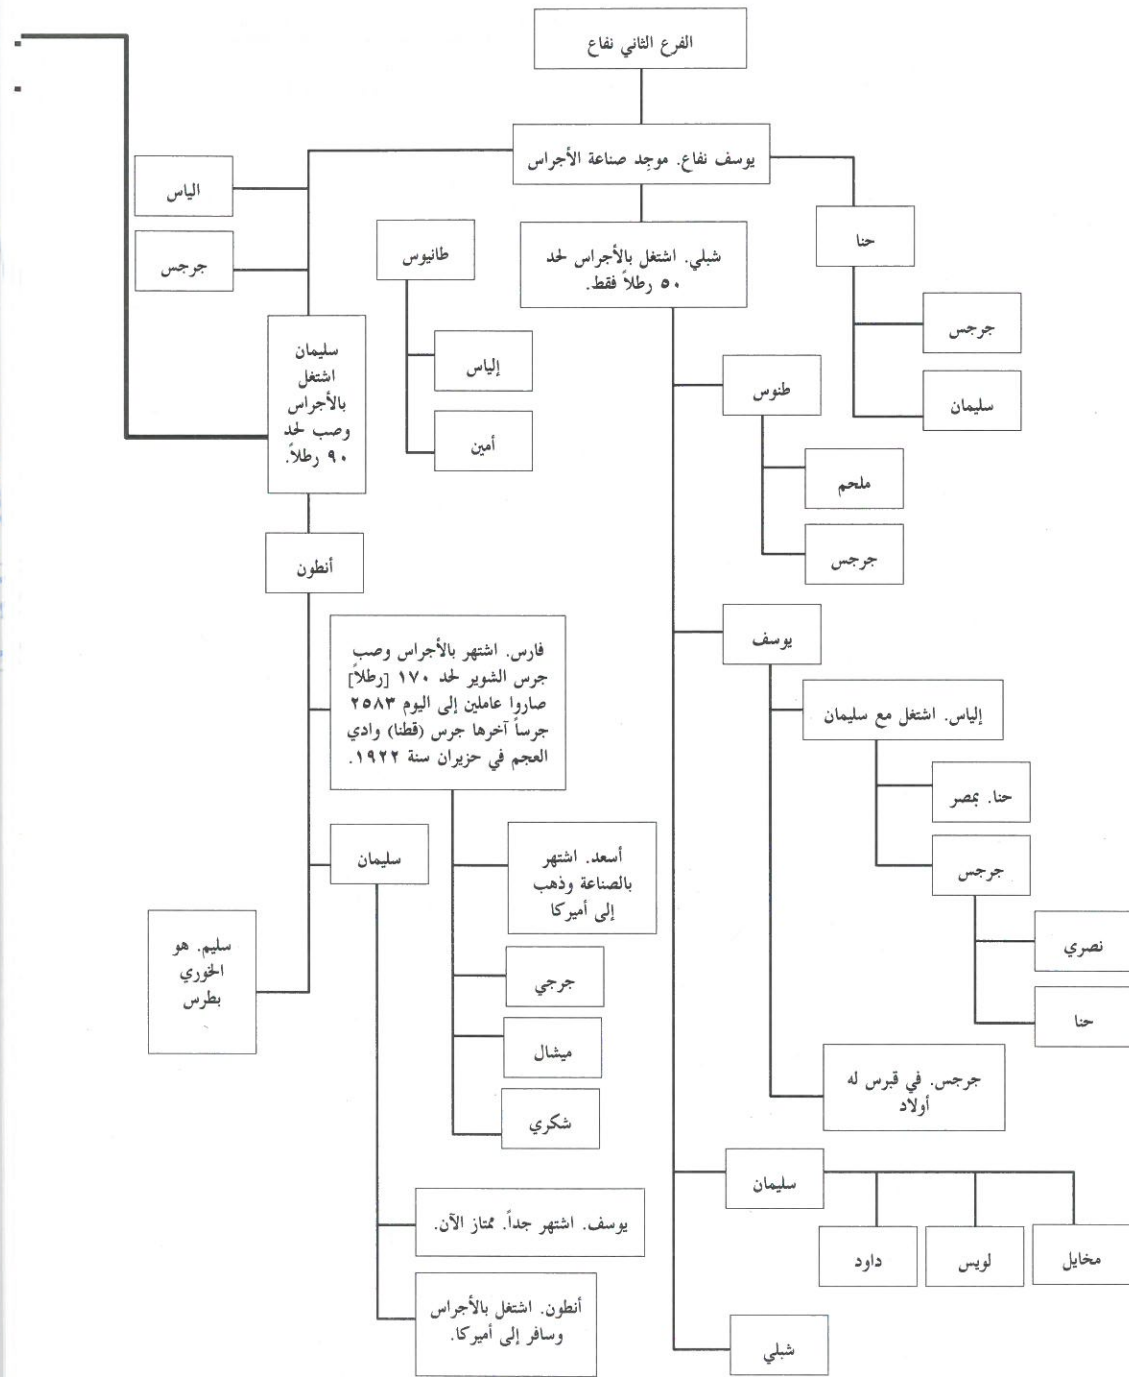 الفرع الثاني نفاع
يوسف نفاع. موجِد صناعة الأجراس
حنا
جرجس
سليمان
شبلي. اشتغل بالأجراس لحد
٥٠ رطلاً فقط.
طنوس
ملحم
جرجس
يوسف
إلياس. اشتغل مع سليمان
حنا. بمصر
جرجس
نصري
حنا
جرجس. في قبرس له
أولاد
سليمان
مخايل
لويس
داود
شبلي
الياس
جرجس
طانيوس
إلياس
أمين
سليمان
اشتغل
بالأجراس
وصب لحد
٩٠ رطلاً.
أنطون
فارس. اشتهر بالأجراس وصب
جرس الشوير لحد ١٧٠ [رطلاً]
صاروا عاملين إلى اليوم ٢٥٨٣
جرساً آخرها جرس (قطنا) وادي
العجم في حزيران سنة ١٩٢٢.
أسعد. اشتهر
بالصناعة وذهب
إلى أميركا
جرجي
ميشال
شكري
سليمان
يوسف. اشتهر جداً. ممتاز الآن.
أنطون. اشتغل بالأجراس
وسافر إلى أميركا.
سليم. هو
الخوري
بطرس